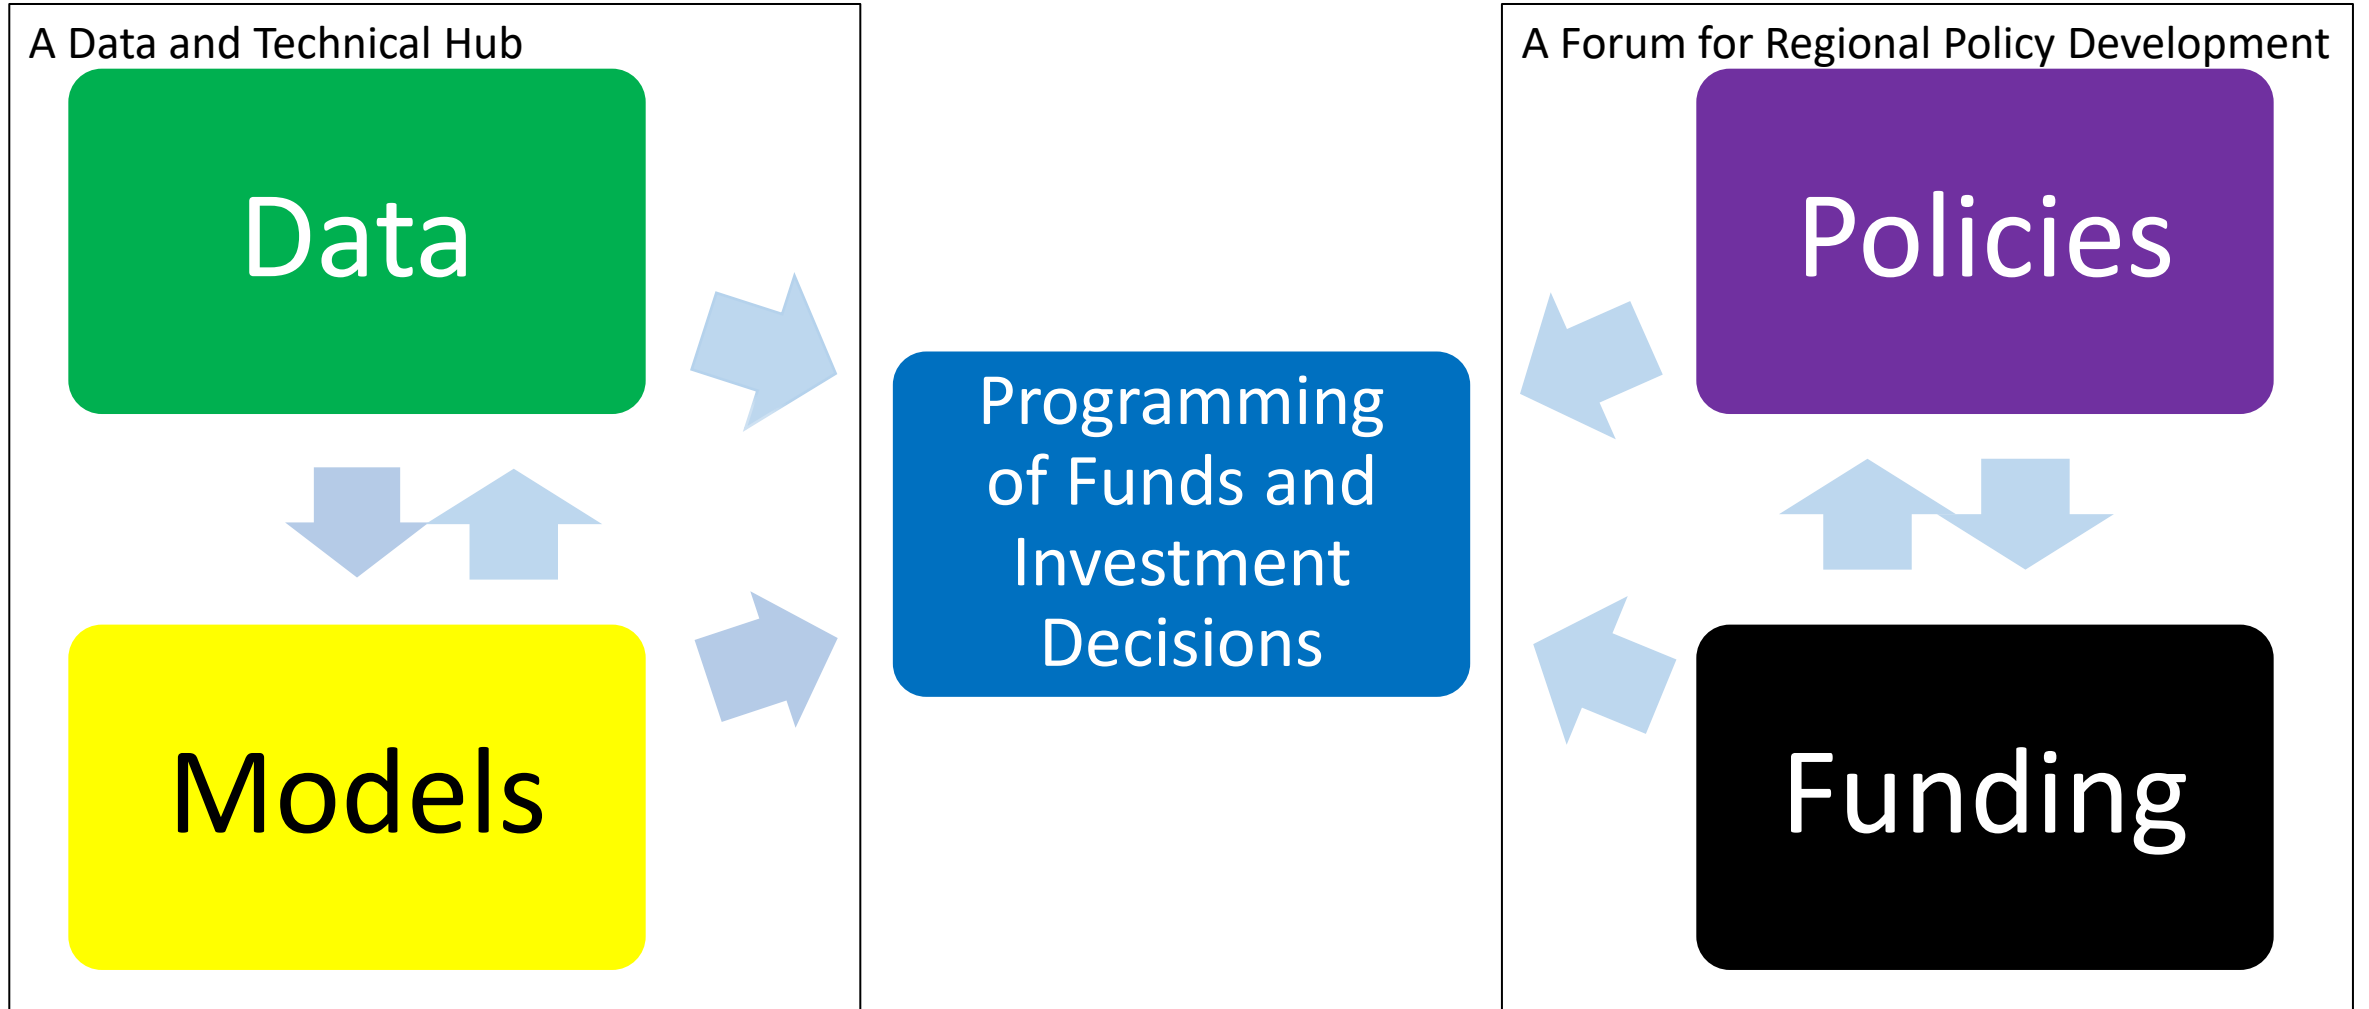 A Data and Technical Hub
Data
Models
Programming
of Funds and
Investment
Decisions
A Forum for Regional Policy Development
Policies
Funding